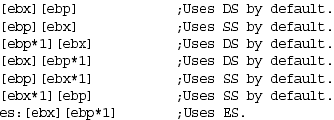 [ebx][ebp] ;Uses DS by default.
[ebp][ebx] ;Uses SS by default.
[ebp*1][ebx] ;Uses DS by default.
[ebx][ebp*1] ;Uses DS by default.
[ebp][ebx*1] ;Uses SS by default.
[ebx*1][ebp] ;Uses SS by default.
es:[ebx][ebp*1] ;Uses ES.